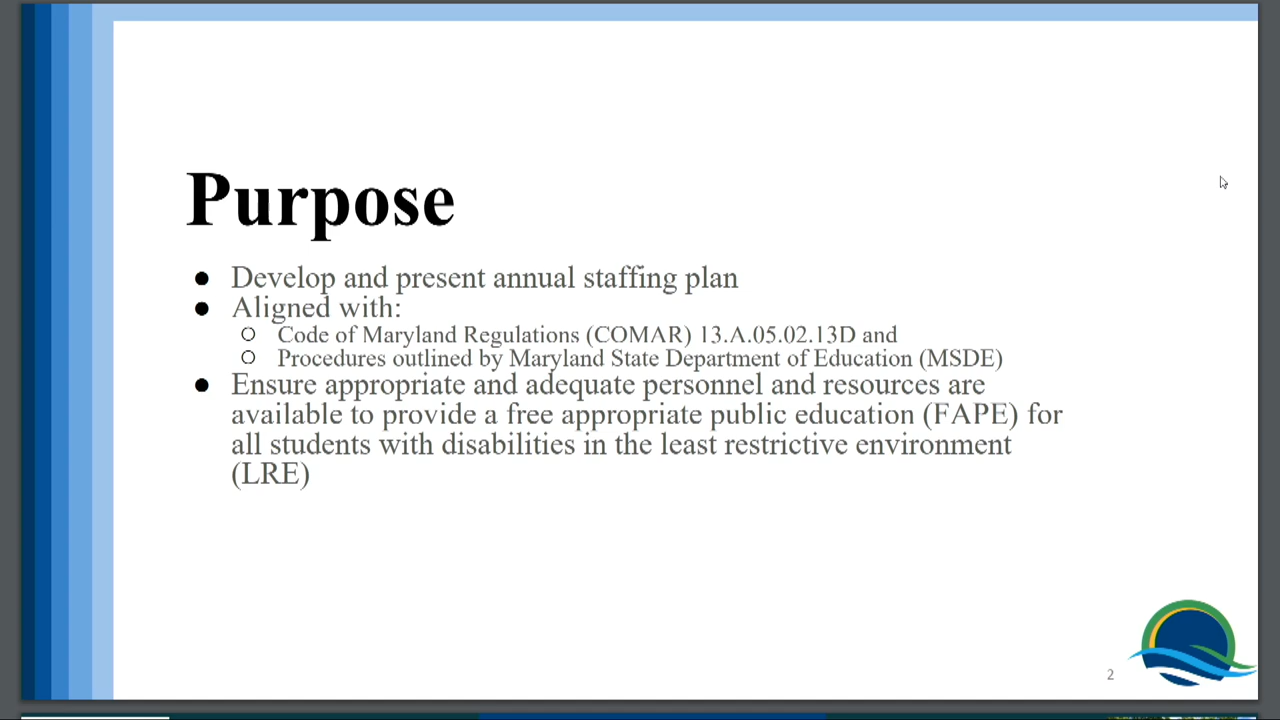 Purpose
● Develop and present annual staffing plan
● Aligned with:
○ Code of Maryland Regulations (COMAR) 13.A.05.02.13D and
○ Procedures outlined by Maryland State Department of Education (MSDE)
● Ensure appropriate and adequate personnel and resources are
available to provide a free appropriate public education (FAPE) for
all students with disabilities in the least restrictive environment
(LRE)
2